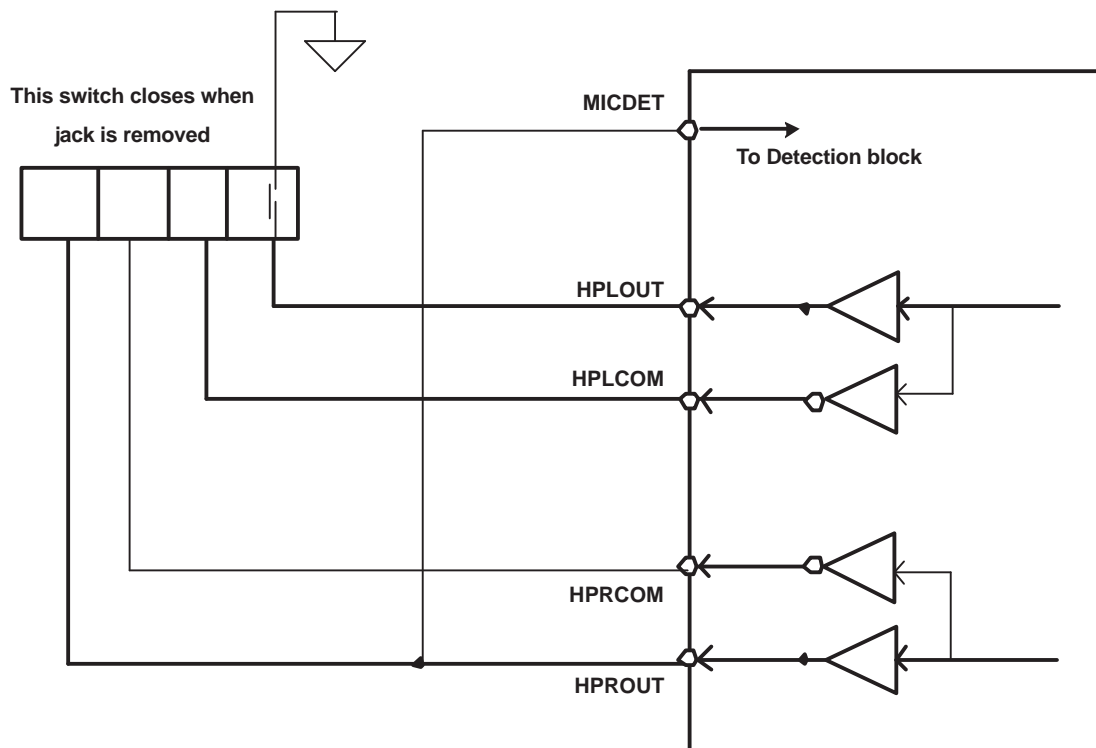 This switch closes when
jack is removed
MICDET
To Detection block
HPLOUT
HPLCOM
HPRCOM
HPROUT